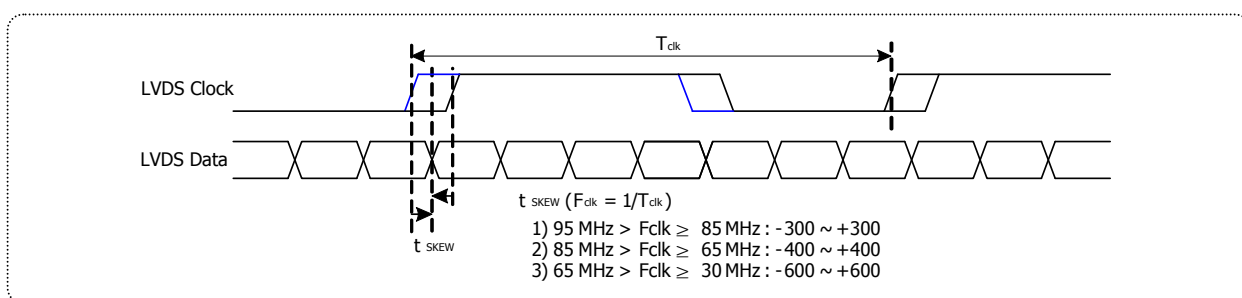 Tclk
LVDS Clock
LVDS Data
t SKEW (Fclk = 1/Tclk)
1) 95 MHz > Fclk ≥ 85 MHz : -300 ~ +300
t SKEW
2) 85 MHz > Fclk ≥ 65 MHz : -400 ~ +400
3) 65 MHz > Fclk ≥ 30 MHz : -600 ~ +600